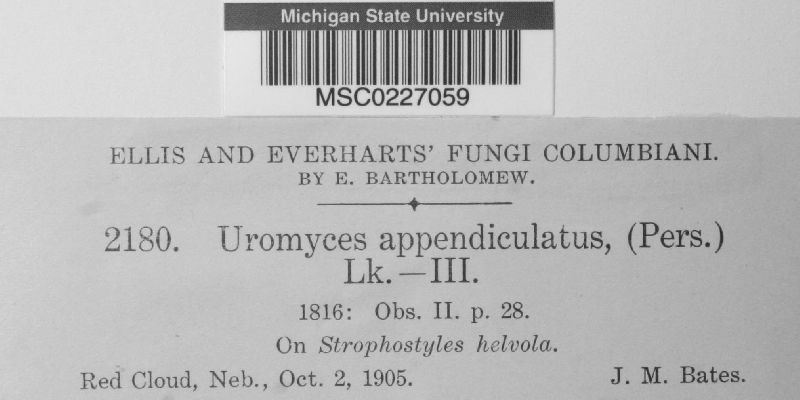 Michigan State University
MSC0227059
ELLIS AND EVERHARTS' FUNGI COLUMBIANI.
BY E. BARTHOLOMEW.
2180. Uromyces appendiculatus, (Pers.)
Lk.—III.
1816: Obs. II. p. 28.
On Strophostyles helvola.
Red Cloud, Neb., Oct. 2, 1905. J. M. Bates.